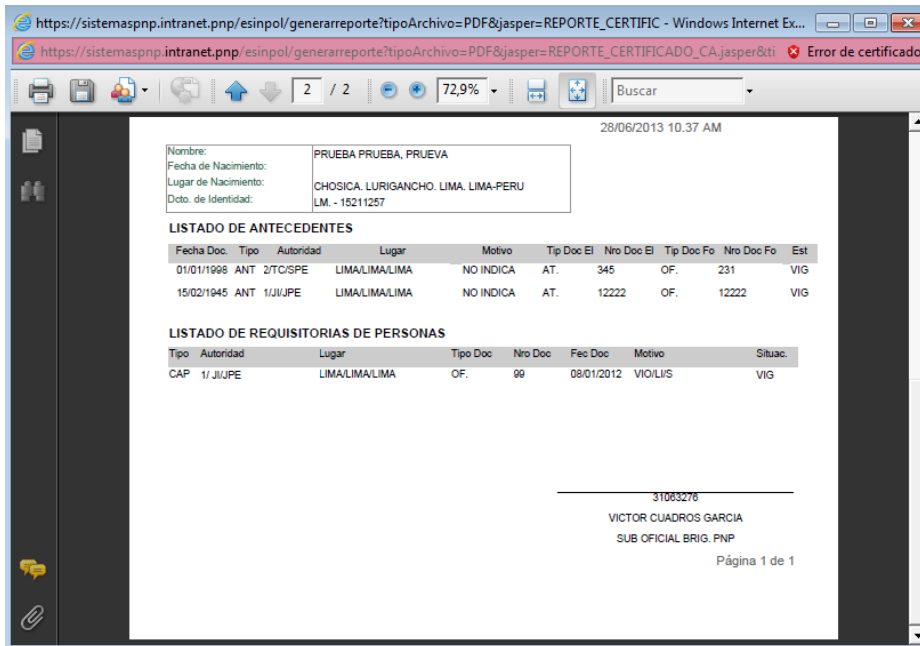 https://sistemaspnp.intranet.pnp/esinpol/generarreporte?tipoArchivo=PDF&jasper=REPORTE_CERTIFIC - Windows Internet Ex...
https://sistemaspnp.intranet.pnp/esinpol/generarreporte?tipoArchivo=PDF&jasper=REPORTE_CERTIFICADO_CA.jasper&ti Error de certificado
2 / 2 72,9% Buscar
28/06/2013 10.37 AM
Nombre: PRUEBA PRUEBA, PRUEVA
Fecha de Nacimiento:
Lugar de Nacimiento: CHOSICA. LURIGANCHO. LIMA. LIMA-PERU
Dcto. de Identidad: LM. - 15211257
LISTADO DE ANTECEDENTES
Fecha Doc. Tipo Autoridad Lugar Motivo Tip Doc El Nro Doc El Tip Doc Fo Nro Doc Fo Est
01/01/1998 ANT 2/TC/SPE LIMA/LIMA/LIMA NO INDICA AT. 345 OF. 231 VIG
15/02/1945 ANT 1/JI/JPE LIMA/LIMA/LIMA NO INDICA AT. 12222 OF. 12222 VIG
LISTADO DE REQUISITORIAS DE PERSONAS
Tipo Autoridad Lugar Tipo Doc Nro Doc Fec Doc Motivo Situac.
CAP 1/ JI/JPE LIMA/LIMA/LIMA OF. 99 08/01/2012 VIO/LI/S VIG
31063276
VICTOR CUADROS GARCIA
SUB OFICIAL BRIG. PNP
Página 1 de 1